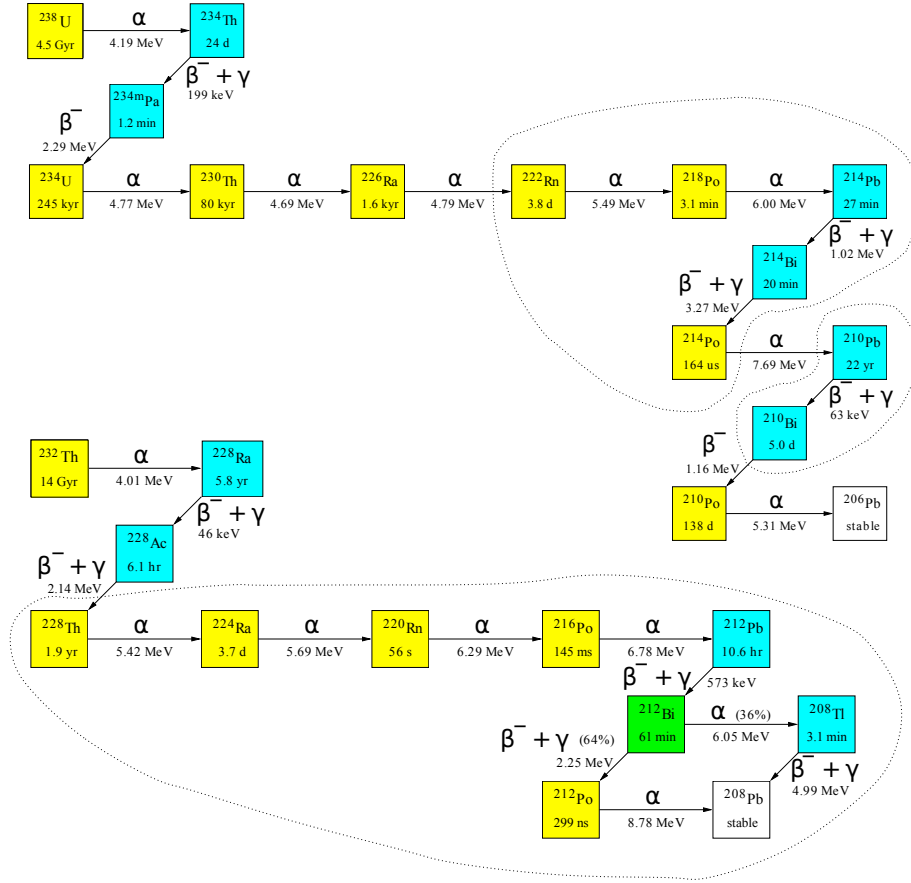 ²³⁸U α ²³⁴Th
4.5 Gyr 4.19 MeV 24 d
β⁻ + γ
199 keV
²³⁴ᵐPa
1.2 min
β⁻
2.29 MeV
²³⁴U α ²³⁰Th α ²²⁶Ra α ²²²Rn α ²¹⁸Po α ²¹⁴Pb
245 kyr 4.77 MeV 80 kyr 4.69 MeV 1.6 kyr 4.79 MeV 3.8 d 5.49 MeV 3.1 min 6.00 MeV 27 min
β⁻ + γ
1.02 MeV
²¹⁴Bi
20 min
β⁻ + γ
3.27 MeV
²¹⁴Po α ²¹⁰Pb
164 us 7.69 MeV 22 yr
β⁻ + γ
63 keV
²¹⁰Bi
5.0 d
β⁻
1.16 MeV
²¹⁰Po α ²⁰⁶Pb
138 d 5.31 MeV stable
²³²Th α ²²⁸Ra
14 Gyr 4.01 MeV 5.8 yr
β⁻ + γ
46 keV
²²⁸Ac
6.1 hr
β⁻ + γ
2.14 MeV
²²⁸Th α ²²⁴Ra α ²²⁰Rn α ²¹⁶Po α ²¹²Pb
1.9 yr 5.42 MeV 3.7 d 5.69 MeV 56 s 6.29 MeV 145 ms 6.78 MeV 10.6 hr
β⁻ + γ
573 keV
²¹²Bi α (36%) ²⁰⁸Tl
61 min 6.05 MeV 3.1 min
β⁻ + γ (64%)
2.25 MeV
β⁻ + γ
4.99 MeV
²¹²Po α ²⁰⁸Pb
299 ns 8.78 MeV stable